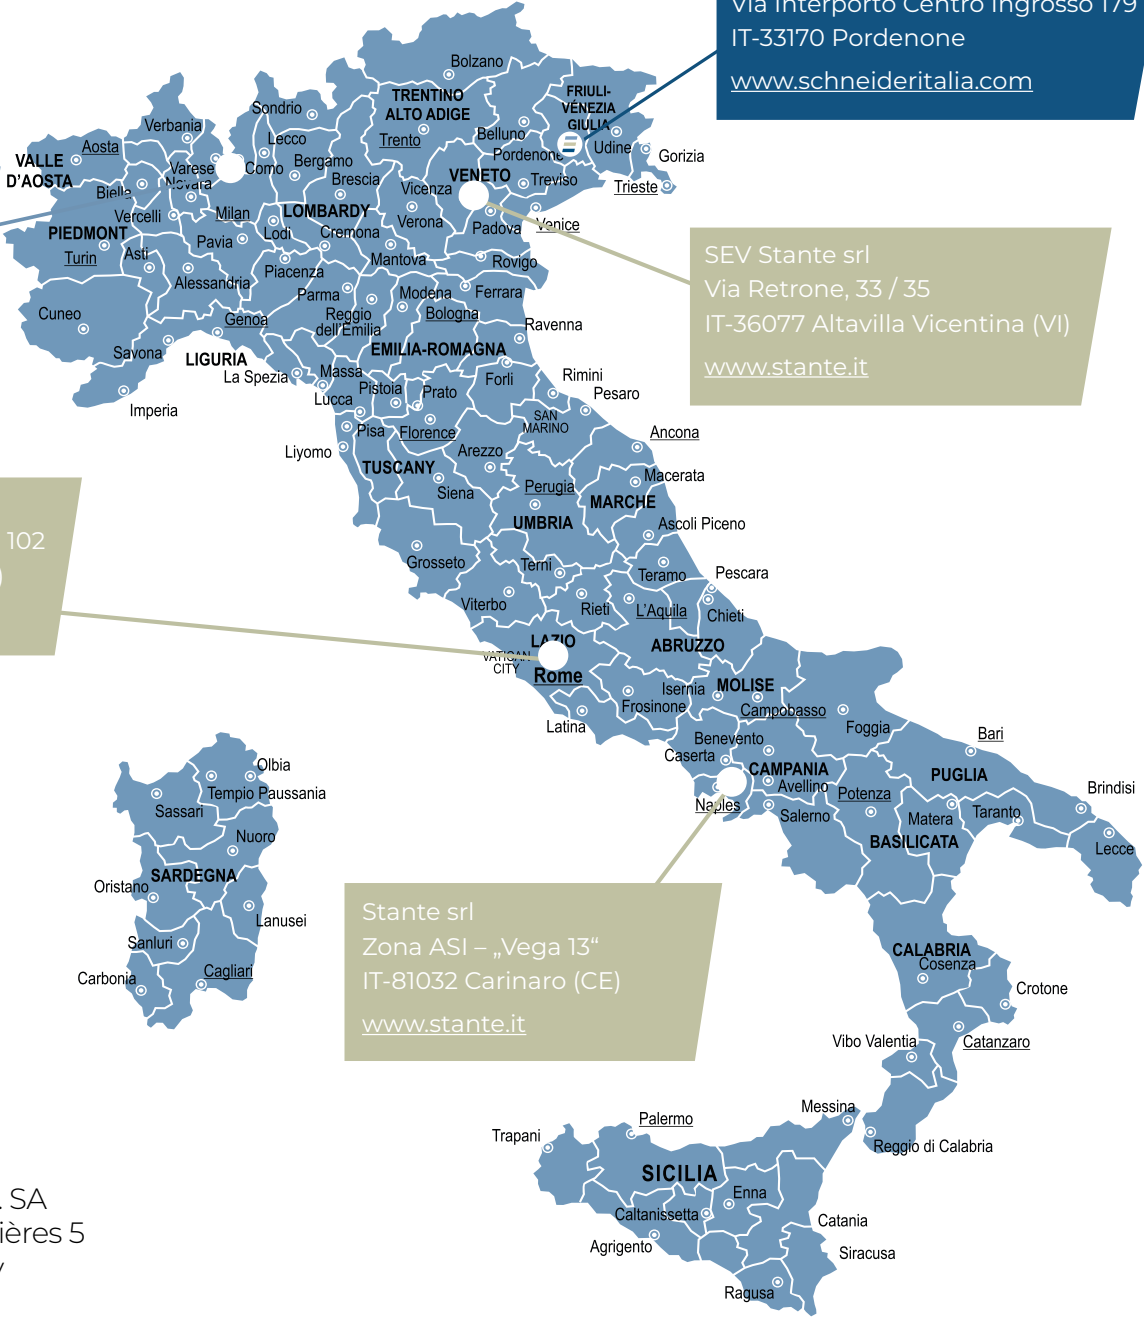 Via Interporto Centro Ingrosso 179
IT-33170 Pordenone
www.schneideritalia.com
Bolzano
TRENTINO
ALTO ADIGE
Trento
FRIULI-
VÉNEZIA
GIULIA
Sondrio
Verbania
Lecco
Belluno
Udine
Aosta
VALLE
D'AOSTA
Varese
Como
Bergamo
Pordenone
Gorizia
Biella
Novara
Brescia
Vicenza
VENETO
Treviso
Trieste
Vercelli
Milan
LOMBARDY
Verona
Padova
Venice
PIEDMONT
Turin
Asti
Pavia
Lodi
Cremona
Mantova
Rovigo
Alessandria
Piacenza
Parma
Modena
Ferrara
Cuneo
Genoa
Reggio
dell'Emilia
Bologna
Ravenna
Savona
LIGURIA
EMILIA-ROMAGNA
La Spezia
Massa
Forli
Rimini
Imperia
Lucca
Pistoia
Prato
Pesaro
SAN
MARINO
Pisa
Florence
Ancona
Liyomo
Arezzo
TUSCANY
Siena
Perugia
Macerata
MARCHE
UMBRIA
Ascoli Piceno
Grosseto
Terni
Teramo
Pescara
Viterbo
Rieti
L'Aquila
Chieti
LAZIO
ABRUZZO
VATICAN
CITY
Rome
Isernia
MOLISE
Frosinone
Campobasso
Latina
Foggia
Benevento
Caserta
CAMPANIA
Bari
PUGLIA
Avellino
Naples
Potenza
Salerno
Matera
Taranto
Brindisi
BASILICATA
Lecce
SEV Stante srl
Via Retrone, 33 / 35
IT-36077 Altavilla Vicentina (VI)
www.stante.it
102
Olbia
Tempio Paussania
Sassari
Nuoro
SARDEGNA
Oristano
Lanusei
Sanluri
Carbonia
Cagliari
Stante srl
Zona ASI – „Vega 13“
IT-81032 Carinaro (CE)
www.stante.it
CALABRIA
Cosenza
Crotone
Vibo Valentia
Catanzaro
Messina
Reggio di Calabria
Trapani
Palermo
SICILIA
Enna
Caltanissetta
Agrigento
Catania
Siracusa
Ragusa
SA
ières 5